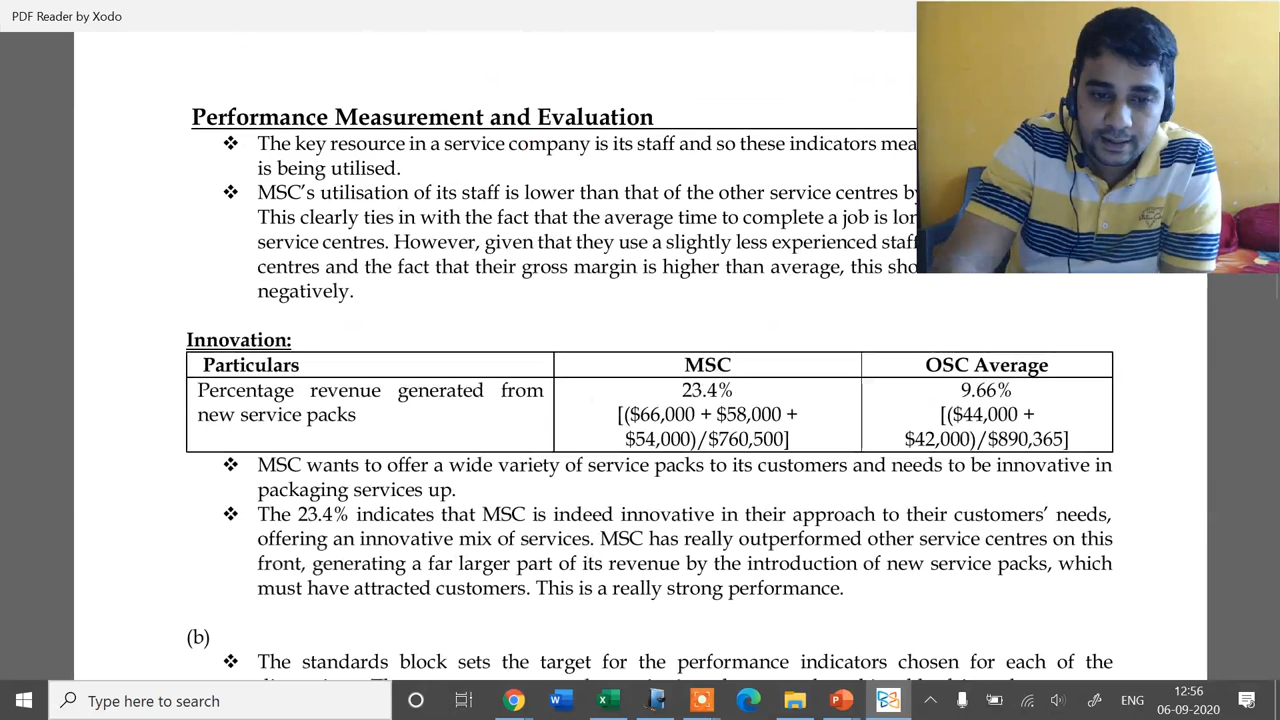 PDF Reader by Xodo
Performance Measurement and Evaluation
❖ The key resource in a service company is its staff and so these indicators
is being utilised.
❖ MSC's utilisation of its staff is lower than that of the other service centres
This clearly ties in with the fact that the average time to complete a job is
service centres. However, given that they use a slightly less experienced
centres and the fact that their gross margin is higher than average, this
negatively.
Innovation:
Particulars MSC OSC Average
Percentage revenue generated from 23.4% 9.66%
new service packs [($66,000 + $58,000 + [($44,000 +
$54,000)/$760,500] $42,000)/$890,365]
❖ MSC wants to offer a wide variety of service packs to its customers and needs to be innovative in
packaging services up.
❖ The 23.4% indicates that MSC is indeed innovative in their approach to their customers' needs,
offering an innovative mix of services. MSC has really outperformed other service centres on this
front, generating a far larger part of its revenue by the introduction of new service packs, which
must have attracted customers. This is a really strong performance.
(b)
❖ The standards block sets the target for the performance indicators chosen for each of the
Type here to search
ENG
12:56
06-09-2020